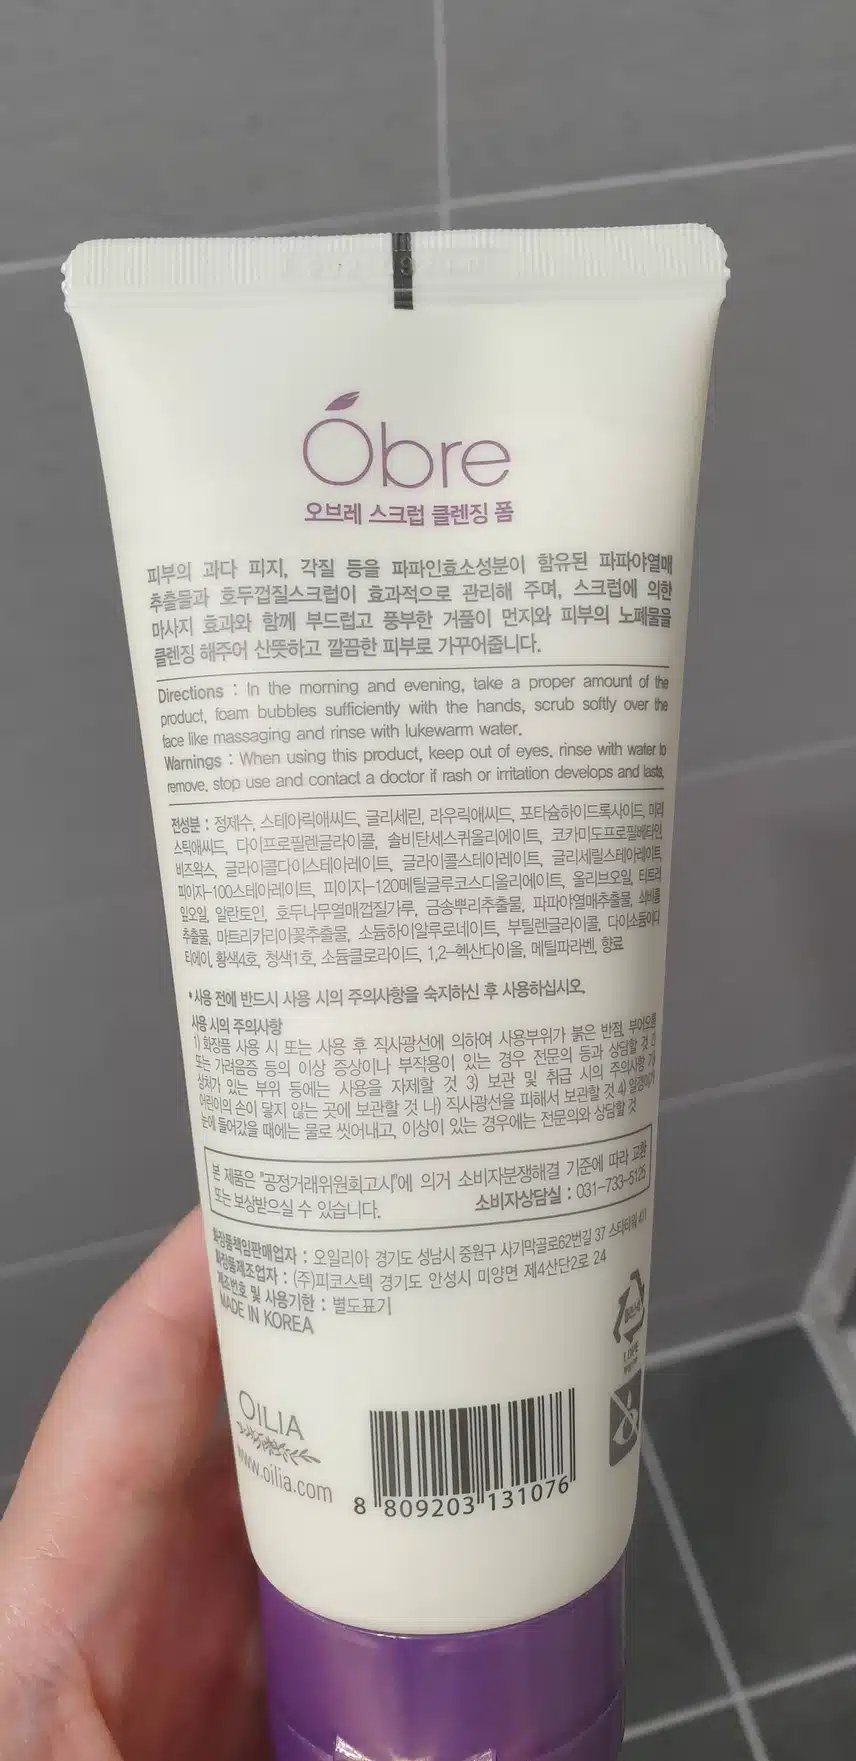 Obre
오브레 스크럽 클렌징 폼
피부의 과다 피지, 각질 등을 파파인효소성분이 함유된 파파야열매
추출물과 호두껍질스크럽이 효과적으로 관리해 주며, 스크럽에 의한
마사지 효과와 함께 부드럽고 풍부한 거품이 먼지와 피부의 노폐물을
클렌징 해주어 산뜻하고 깔끔한 피부로 가꾸어줍니다.
Directions : In the morning and evening, take a proper amount of the
product, foam bubbles sufficiently with the hands, scrub softly over the
face like massaging and rinse with lukewarm water.
Warnings : When using this product, keep out of eyes, rinse with water to
remove, stop use and contact a doctor if rash or irritation develops and lasts.
전성분 : 정제수, 스테아릭애씨드, 글리세린, 라우릭애씨드, 포타슘하이드록사이드, 미리
스틱애씨드, 다이프로필렌글라이콜, 솔비탄세스퀴올리에이트, 코카미도프로필베타인,
비즈왁스, 글라이콜다이스테아레이트, 글라이콜스테아레이트, 글리세릴스테아레이트,
피이지-100스테아레이트, 피이지-120메틸글루코스디올리에이트, 올리브오일, 티트리
잎오일, 알란토인, 호두나무열매껍질가루, 금송뿌리추출물, 파파야열매추출물, 쇠비름
추출물, 마트리카리아꽃추출물, 소듐하이알루로네이트, 부틸렌글라이콜, 다이소듐이디
티에이, 황색4호, 청색1호, 소듐클로라이드, 1,2-헥산다이올, 메틸파라벤, 향료
*사용 전에 반드시 사용 시의 주의사항을 숙지하신 후 사용하십시오.
사용 시의 주의사항
1) 화장품 사용 시 또는 사용 후 직사광선에 의하여 사용부위가 붉은 반점, 부어오름
또는 가려움증 등의 이상 증상이나 부작용이 있는 경우 전문의 등과 상담할 것 2)
상처가 있는 부위 등에는 사용을 자제할 것 3) 보관 및 취급 시의 주의사항 가)
어린이의 손이 닿지 않는 곳에 보관할 것 나) 직사광선을 피해서 보관할 것 4) 알갱이가
눈에 들어갔을 때에는 물로 씻어내고, 이상이 있는 경우에는 전문의와 상담할 것
본 제품은 "공정거래위원회고시"에 의거 소비자분쟁해결 기준에 따라 교환
또는 보상받으실 수 있습니다. 소비자상담실 : 031-733-5125
화장품책임판매업자 : 오일리아 경기도 성남시 중원구 사기막골로62번길 37 스타타워
화장품제조업자 : (주)피코스텍 경기도 안성시 미양면 제4산단2로 24
제조번호 및 사용기한 : 별도표기
MADE IN KOREA
LDPE
OILIA
www.oilia.com
8 809203 131076